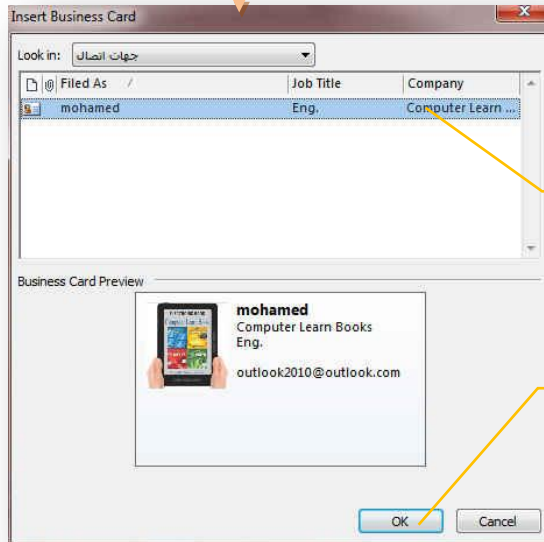 Insert Business Card
Look in: جهات اتصال
Filed As / Job Title Company
mohamed Eng. Computer Learn ...
Business Card Preview
mohamed
Computer Learn Books
Eng.
outlook2010@outlook.com
OK Cancel